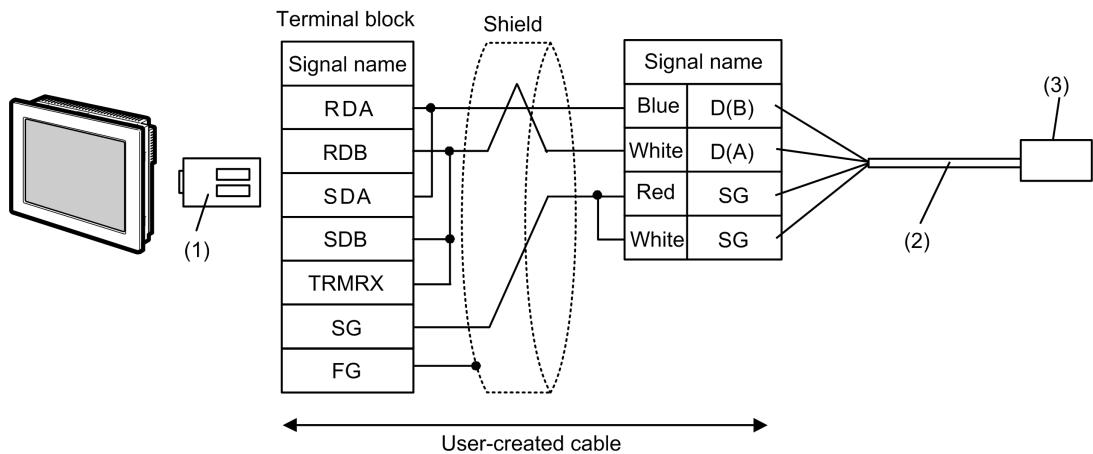 Terminal block
Shield
Signal name
Signal name
RDA
Blue
D(B)
(3)
RDB
White
D(A)
SDA
Red
SG
(1)
SDB
White
SG
(2)
TRMRX
SG
FG
User-created cable